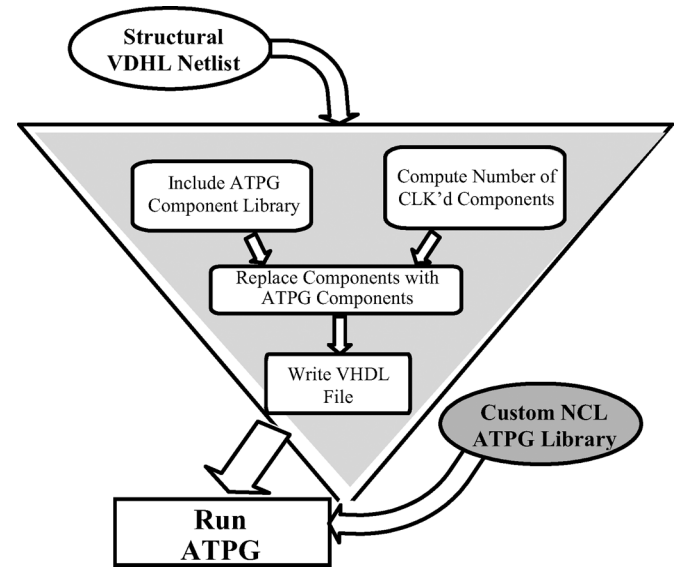 Structural
VDHL Netlist
Include ATPG
Component Library
Compute Number of
CLK'd Components
Replace Components with
ATPG Components
Write VHDL
File
Custom NCL
ATPG Library
Run
ATPG